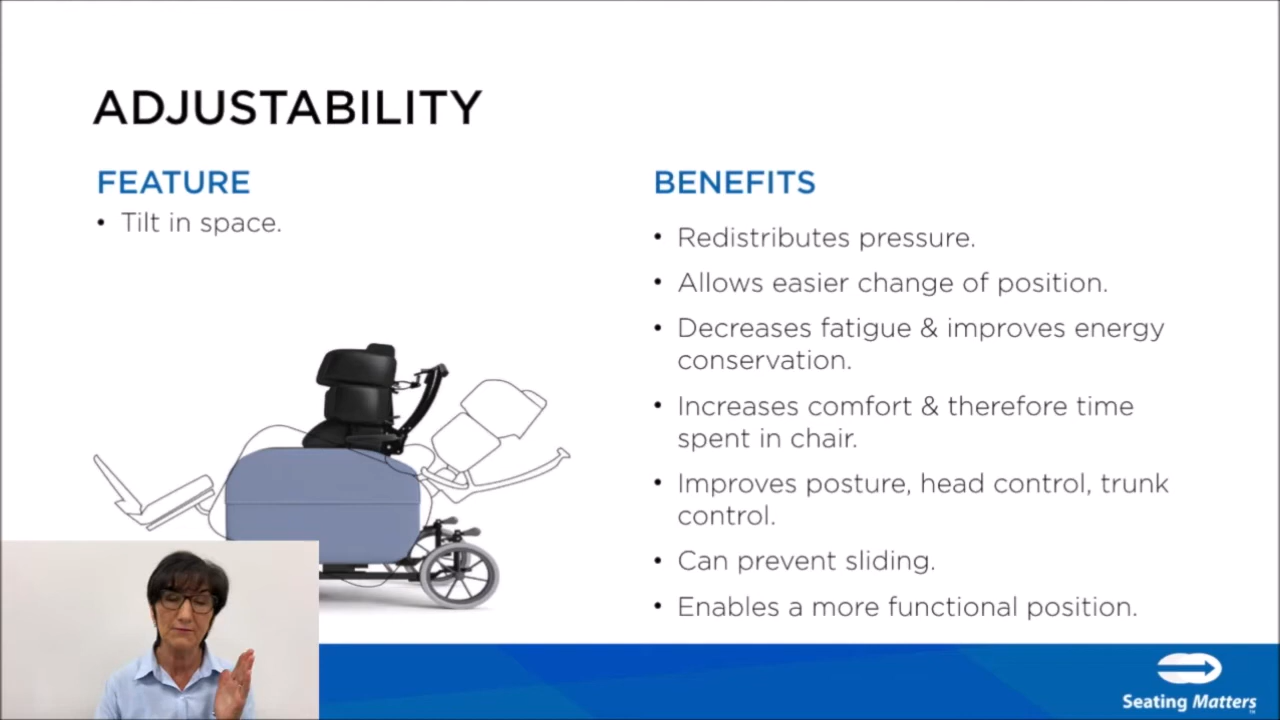 ADJUSTABILITY
FEATURE
• Tilt in space.
BENEFITS
• Redistributes pressure.
• Allows easier change of position.
• Decreases fatigue & improves energy
conservation.
• Increases comfort & therefore time
spent in chair.
• Improves posture, head control, trunk
control.
• Can prevent sliding.
• Enables a more functional position.
Seating Matters™